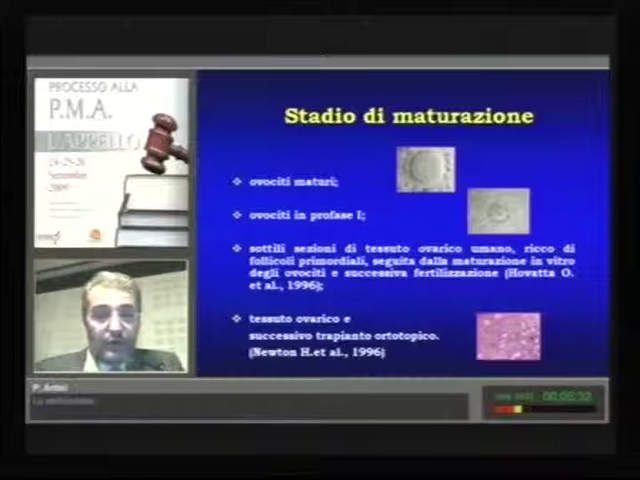 PROCESSO ALLA
P.M.A.
L'APPELLO
24-25-26
Settembre
2009
Stadio di maturazione
❖ ovociti maturi;
❖ ovociti in profase I;
❖ sottili sezioni di tessuto ovarico umano, ricco di
follicoli primordiali, seguita dalla maturazione in vitro
degli ovociti e successiva fertilizzazione (Hovatta O.
et al., 1996);
❖ tessuto ovarico e
successivo trapianto ortotopico.
(Newton H.et al., 1996)